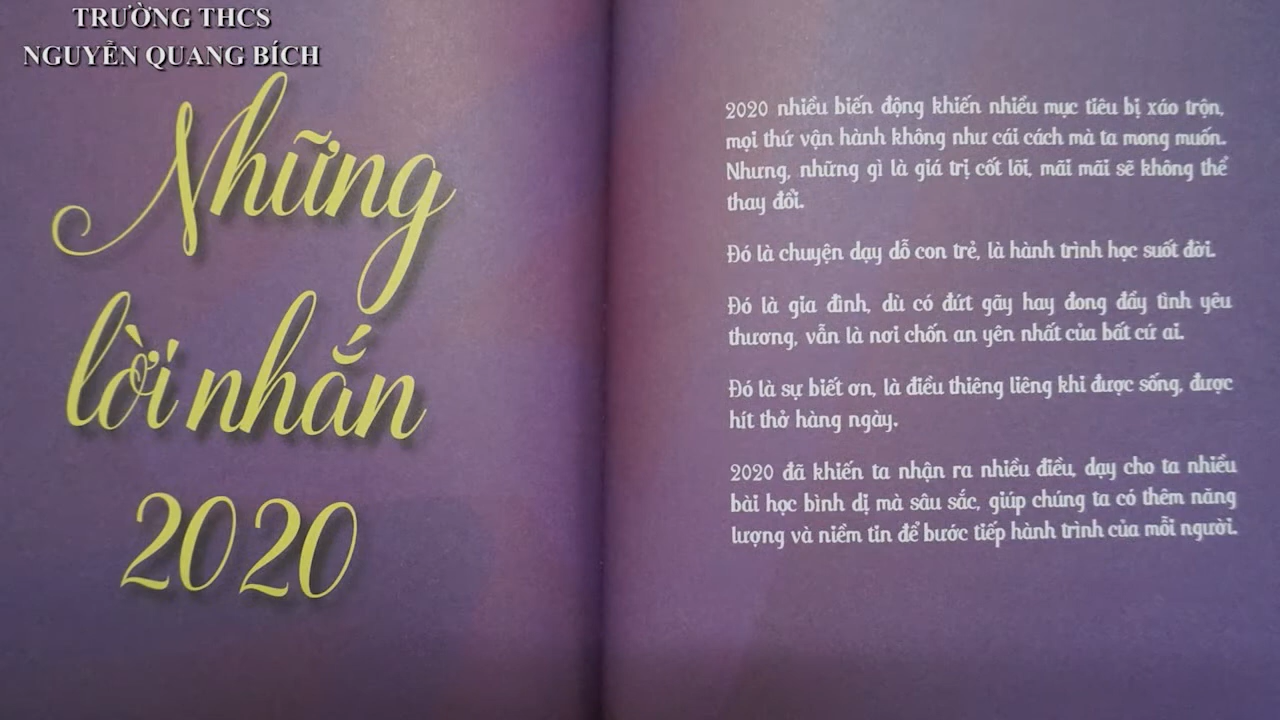 TRƯỜNG THCS
NGUYỄN QUANG BÍCH
Những
lời nhắn
2020
2020 nhiều biến động khiến nhiều mục tiêu bị xáo trộn,
mọi thứ vận hành không như cái cách mà ta mong muốn.
Nhưng, những gì là giá trị cốt lõi, mãi mãi sẽ không thể
thay đổi.
Đó là chuyện dạy dỗ con trẻ, là hành trình học suốt đời.
Đó là gia đình, dù có đứt gãy hay đong đầy tình yêu
thương, vẫn là nơi chốn an yên nhất của bất cứ ai.
Đó là sự biết ơn, là điều thiêng liêng khi được sống, được
hít thở hàng ngày.
2020 đã khiến ta nhận ra nhiều điều, dạy cho ta nhiều
bài học bình dị mà sâu sắc, giúp chúng ta có thêm năng
lượng và niềm tin để bước tiếp hành trình của mỗi người.